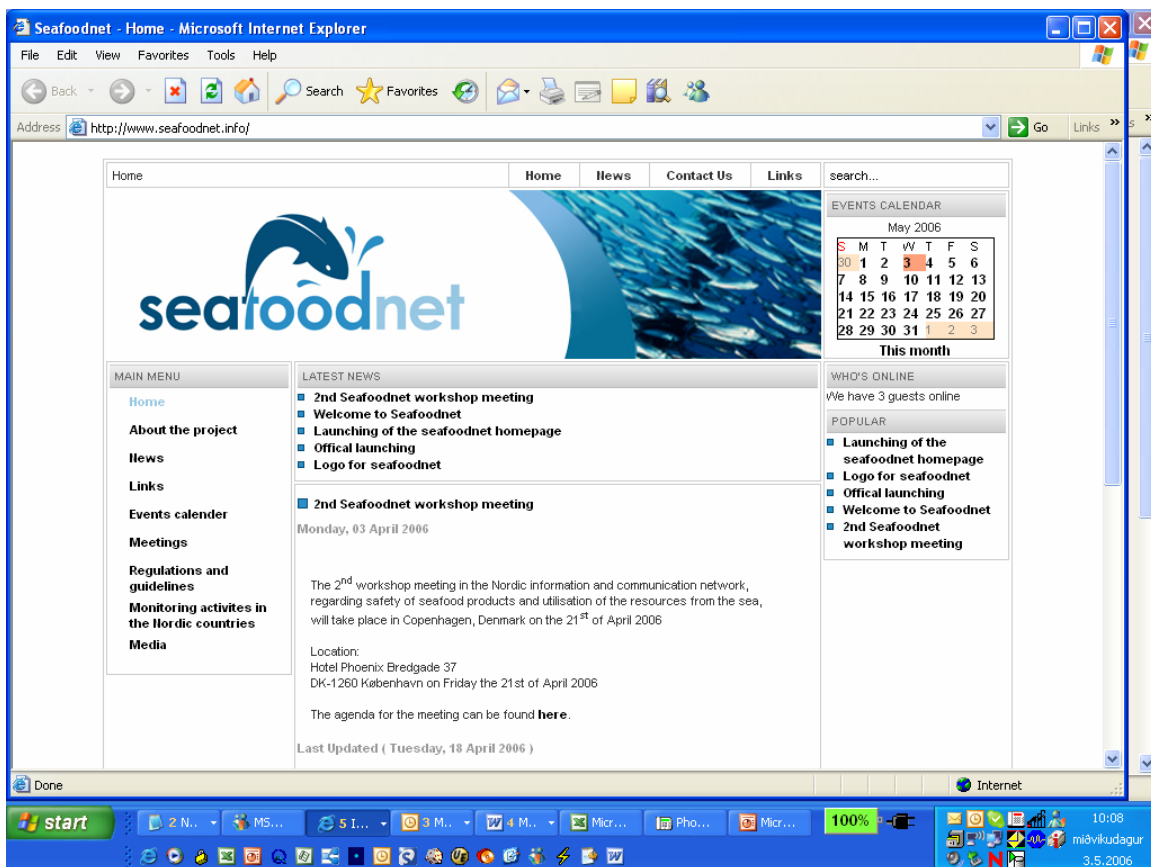 Seafoodnet - Home - Microsoft Internet Explorer
File Edit View Favorites Tools Help
Back Search Favorites
Address http://www.seafoodnet.info/ Go Links
Home Home News Contact Us Links search...
seafoodnet
EVENTS CALENDAR
May 2006
S M T W T F S
30 1 2 3 4 5 6
7 8 9 10 11 12 13
14 15 16 17 18 19 20
21 22 23 24 25 26 27
28 29 30 31 1 2 3
This month
MAIN MENU
Home
About the project
News
Links
Events calender
Meetings
Regulations and
guidelines
Monitoring activites in
the Nordic countries
Media
LATEST NEWS
2nd Seafoodnet workshop meeting
Welcome to Seafoodnet
Launching of the seafoodnet homepage
Offical launching
Logo for seafoodnet
2nd Seafoodnet workshop meeting
Monday, 03 April 2006
The 2nd workshop meeting in the Nordic information and communication network,
regarding safety of seafood products and utilisation of the resources from the sea,
will take place in Copenhagen, Denmark on the 21st of April 2006
Location:
Hotel Phoenix Bredgade 37
DK-1260 København on Friday the 21st of April 2006
The agenda for the meeting can be found here.
Last Updated ( Tuesday, 18 April 2006 )
WHO'S ONLINE
We have 3 guests online
POPULAR
Launching of the
seafoodnet homepage
Logo for seafoodnet
Offical launching
Welcome to Seafoodnet
2nd Seafoodnet
workshop meeting
Done Internet
start 2 N... MS... 5 I... 3 M... 4 M... Micr... Pho... Micr... 100% 10:08
miðvikudagur
3.5.2006